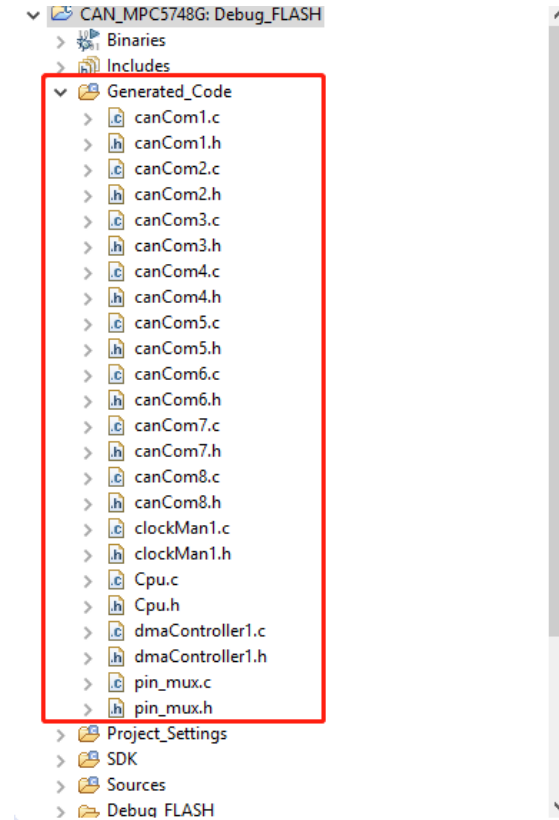 CAN_MPC5748G: Debug_FLASH
Binaries
Includes
Generated_Code
canCom1.c
canCom1.h
canCom2.c
canCom2.h
canCom3.c
canCom3.h
canCom4.c
canCom4.h
canCom5.c
canCom5.h
canCom6.c
canCom6.h
canCom7.c
canCom7.h
canCom8.c
canCom8.h
clockMan1.c
clockMan1.h
Cpu.c
Cpu.h
dmaController1.c
dmaController1.h
pin_mux.c
pin_mux.h
Project_Settings
SDK
Sources
Debug_FLASH